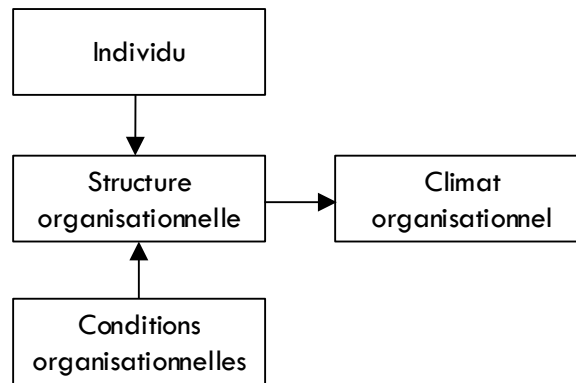 Individu
Structure
organisationnelle
Climat
organisationnel
Conditions
organisationnelles